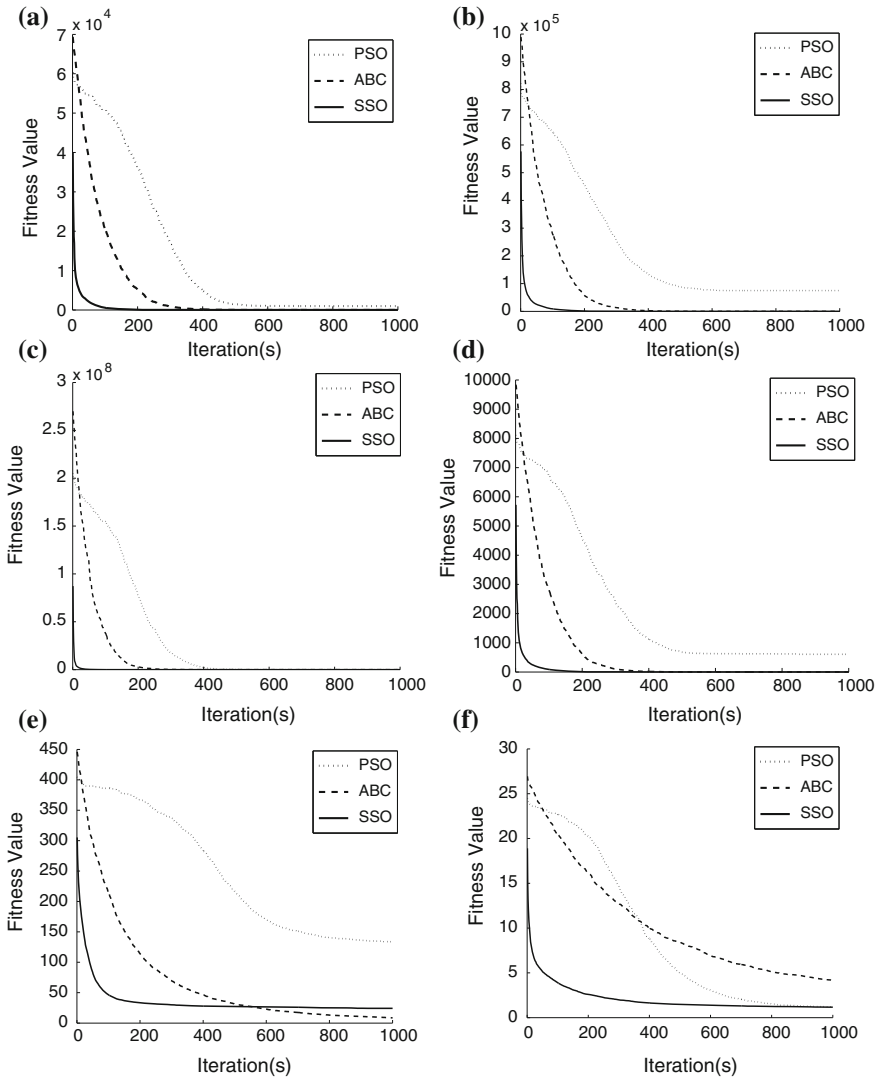 (a)
x 10^4
7
6
5
4
3
2
1
0
0 200 400 600 800 1000
Fitness Value
Iteration(s)
PSO
ABC
SSO
(b)
x 10^5
10
9
8
7
6
5
4
3
2
1
0
0 200 400 600 800 1000
Fitness Value
Iteration(s)
PSO
ABC
SSO
(c)
x 10^8
3
2.5
2
1.5
1
0.5
0
0 200 400 600 800 1000
Fitness Value
Iteration(s)
PSO
ABC
SSO
(d)
10000
9000
8000
7000
6000
5000
4000
3000
2000
1000
0
0 200 400 600 800 1000
Fitness Value
Iteration(s)
PSO
ABC
SSO
(e)
450
400
350
300
250
200
150
100
50
0
0 200 400 600 800 1000
Fitness Value
Iteration(s)
PSO
ABC
SSO
(f)
30
25
20
15
10
5
0
0 200 400 600 800 1000
Fitness Value
Iteration(s)
PSO
ABC
SSO